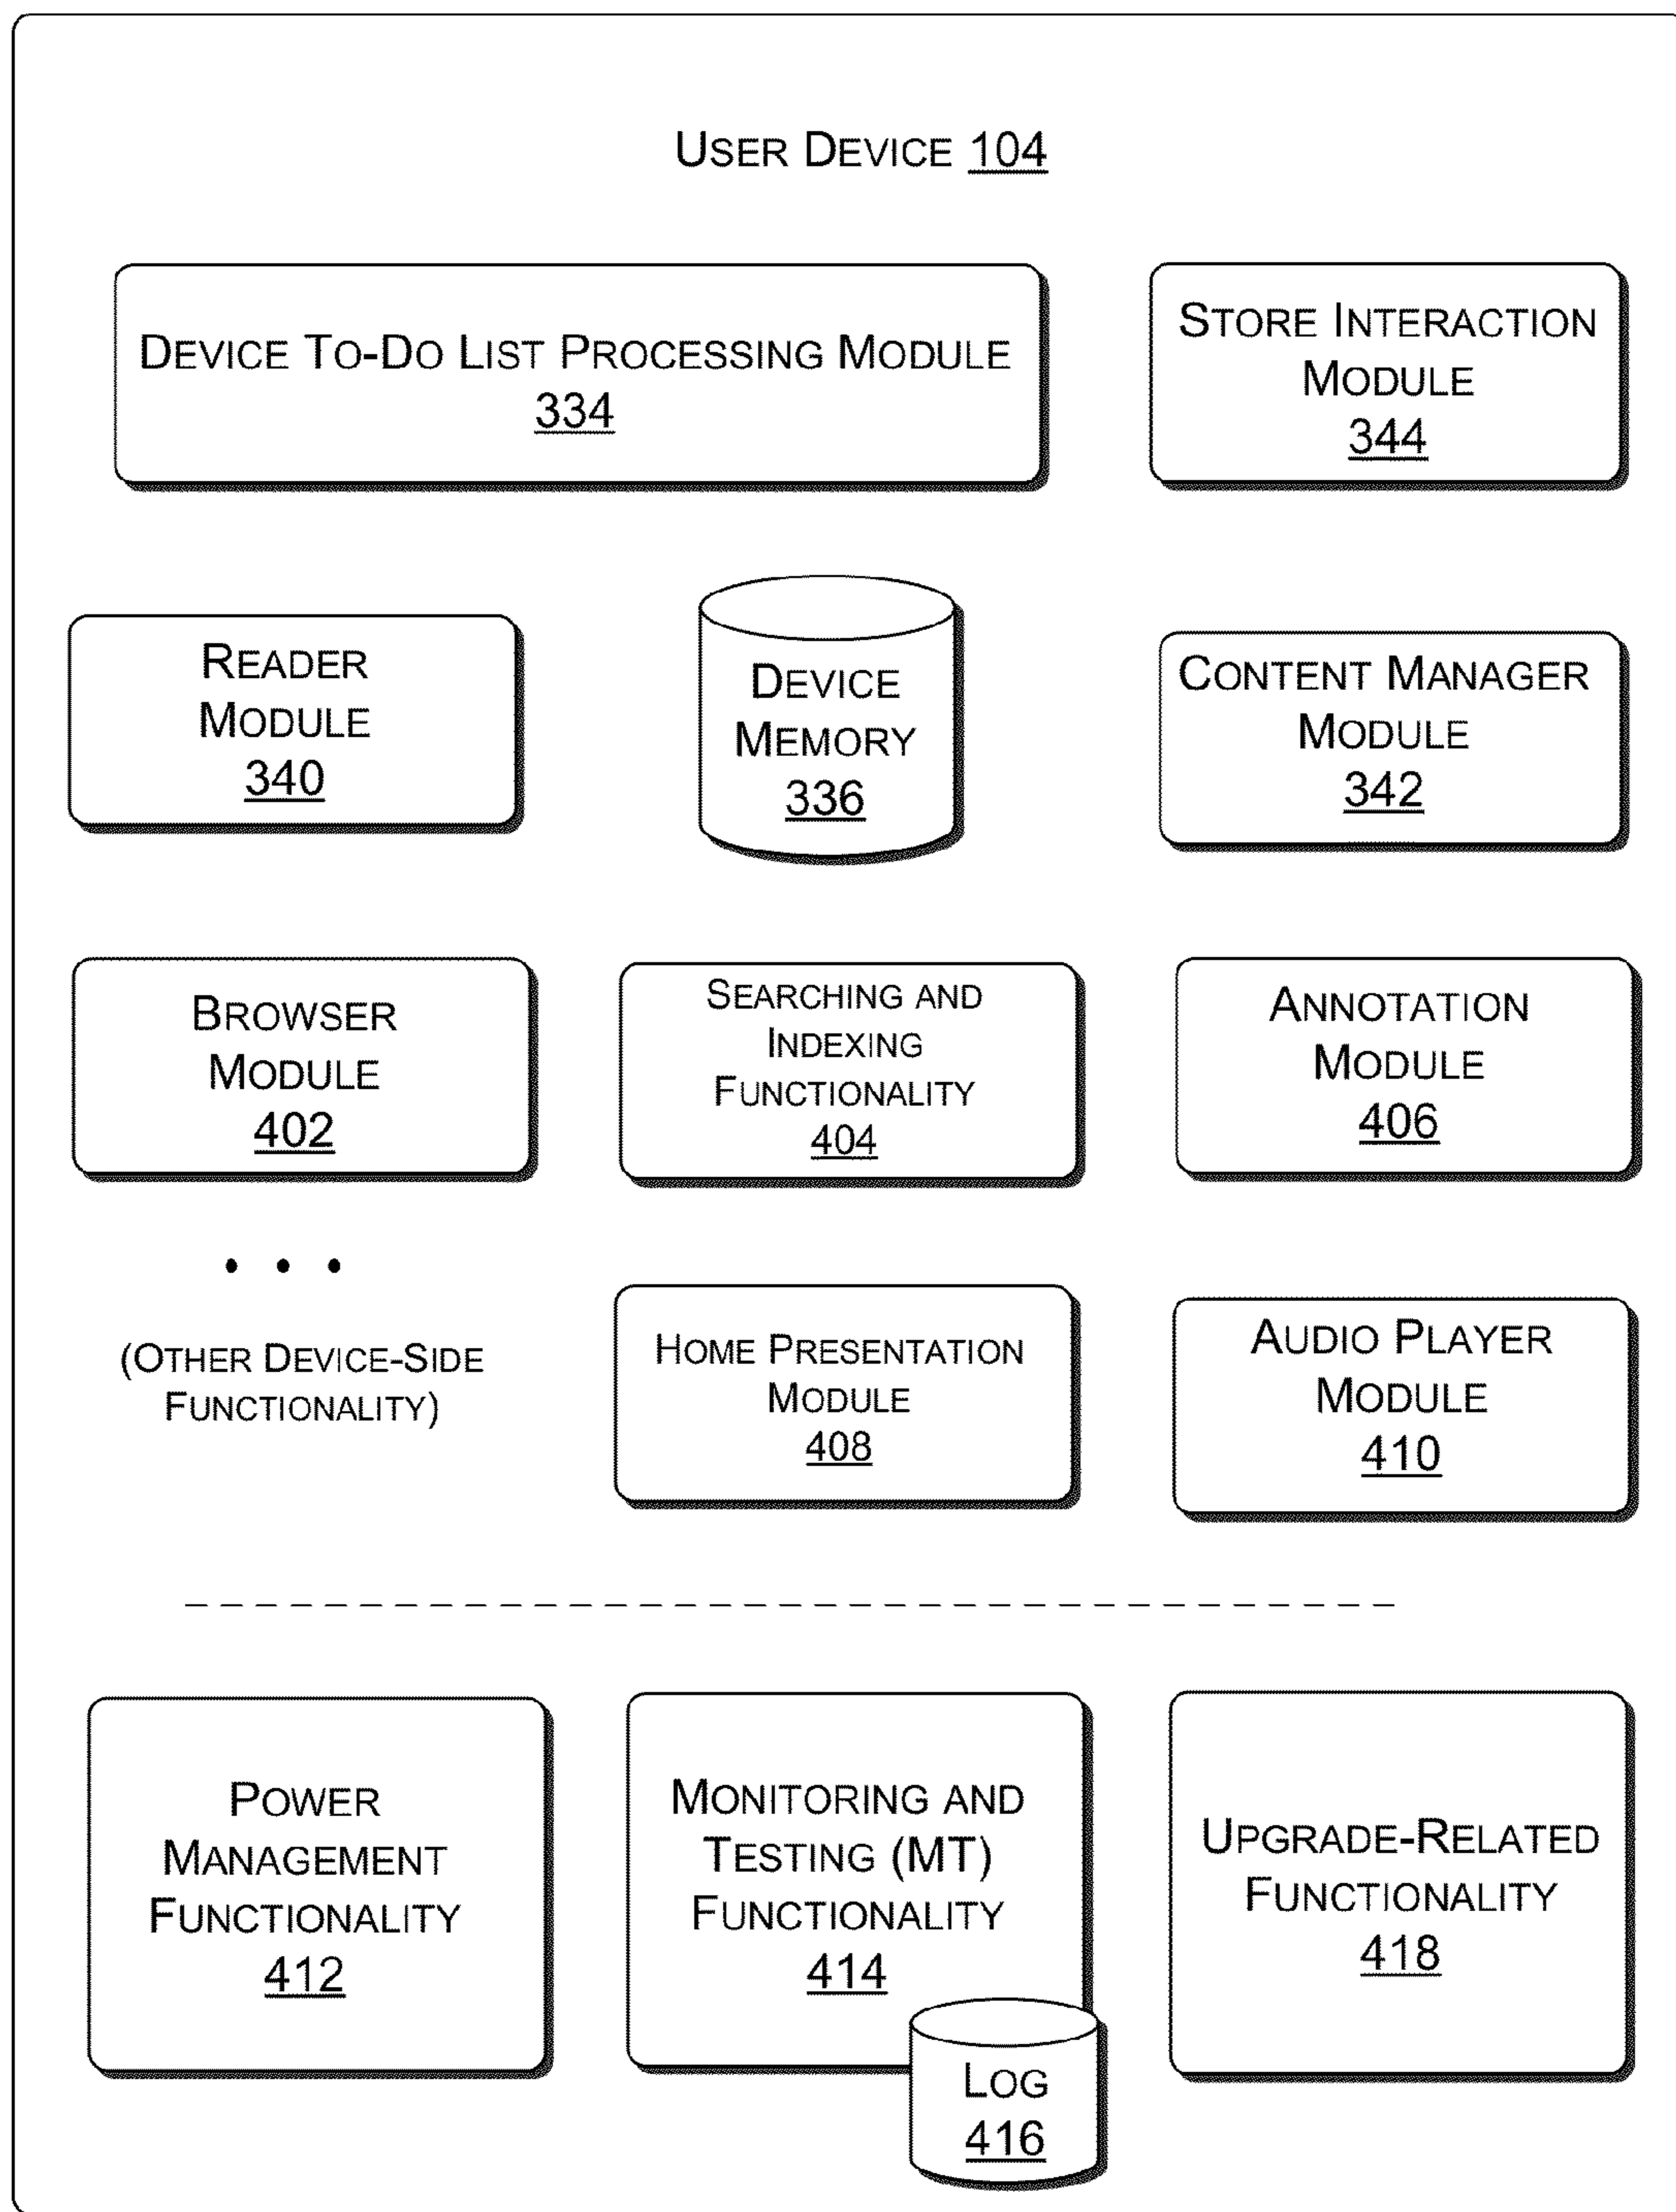 USER DEVICE 104
DEVICE TO-DO LIST PROCESSING MODULE
334
STORE INTERACTION
MODULE
344
READER
MODULE
340
DEVICE
MEMORY
336
CONTENT MANAGER
MODULE
342
BROWSER
MODULE
402
SEARCHING AND
INDEXING
FUNCTIONALITY
404
ANNOTATION
MODULE
406
• • •
(OTHER DEVICE-SIDE
FUNCTIONALITY)
HOME PRESENTATION
MODULE
408
AUDIO PLAYER
MODULE
410
POWER
MANAGEMENT
FUNCTIONALITY
412
MONITORING AND
TESTING (MT)
FUNCTIONALITY
414
LOG
416
UPGRADE-RELATED
FUNCTIONALITY
418